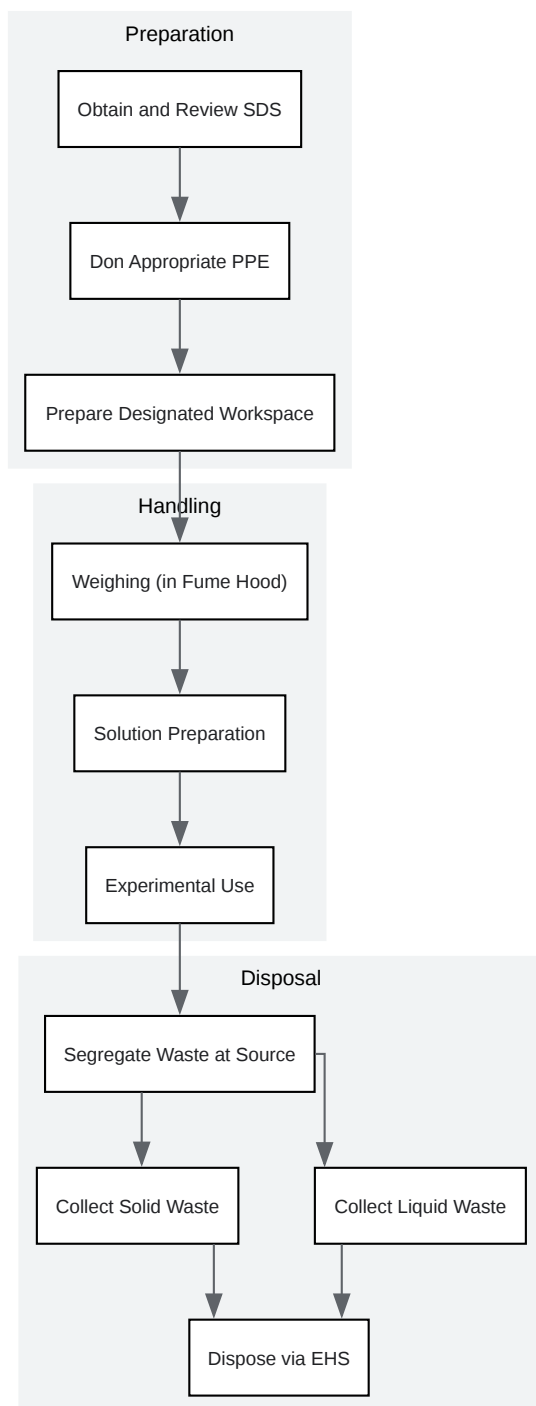 Preparation
Obtain and Review SDS
Don Appropriate PPE
Prepare Designated Workspace
Handling
Weighing (in Fume Hood)
Solution Preparation
Experimental Use
Disposal
Segregate Waste at Source
Collect Solid Waste
Collect Liquid Waste
Dispose via EHS